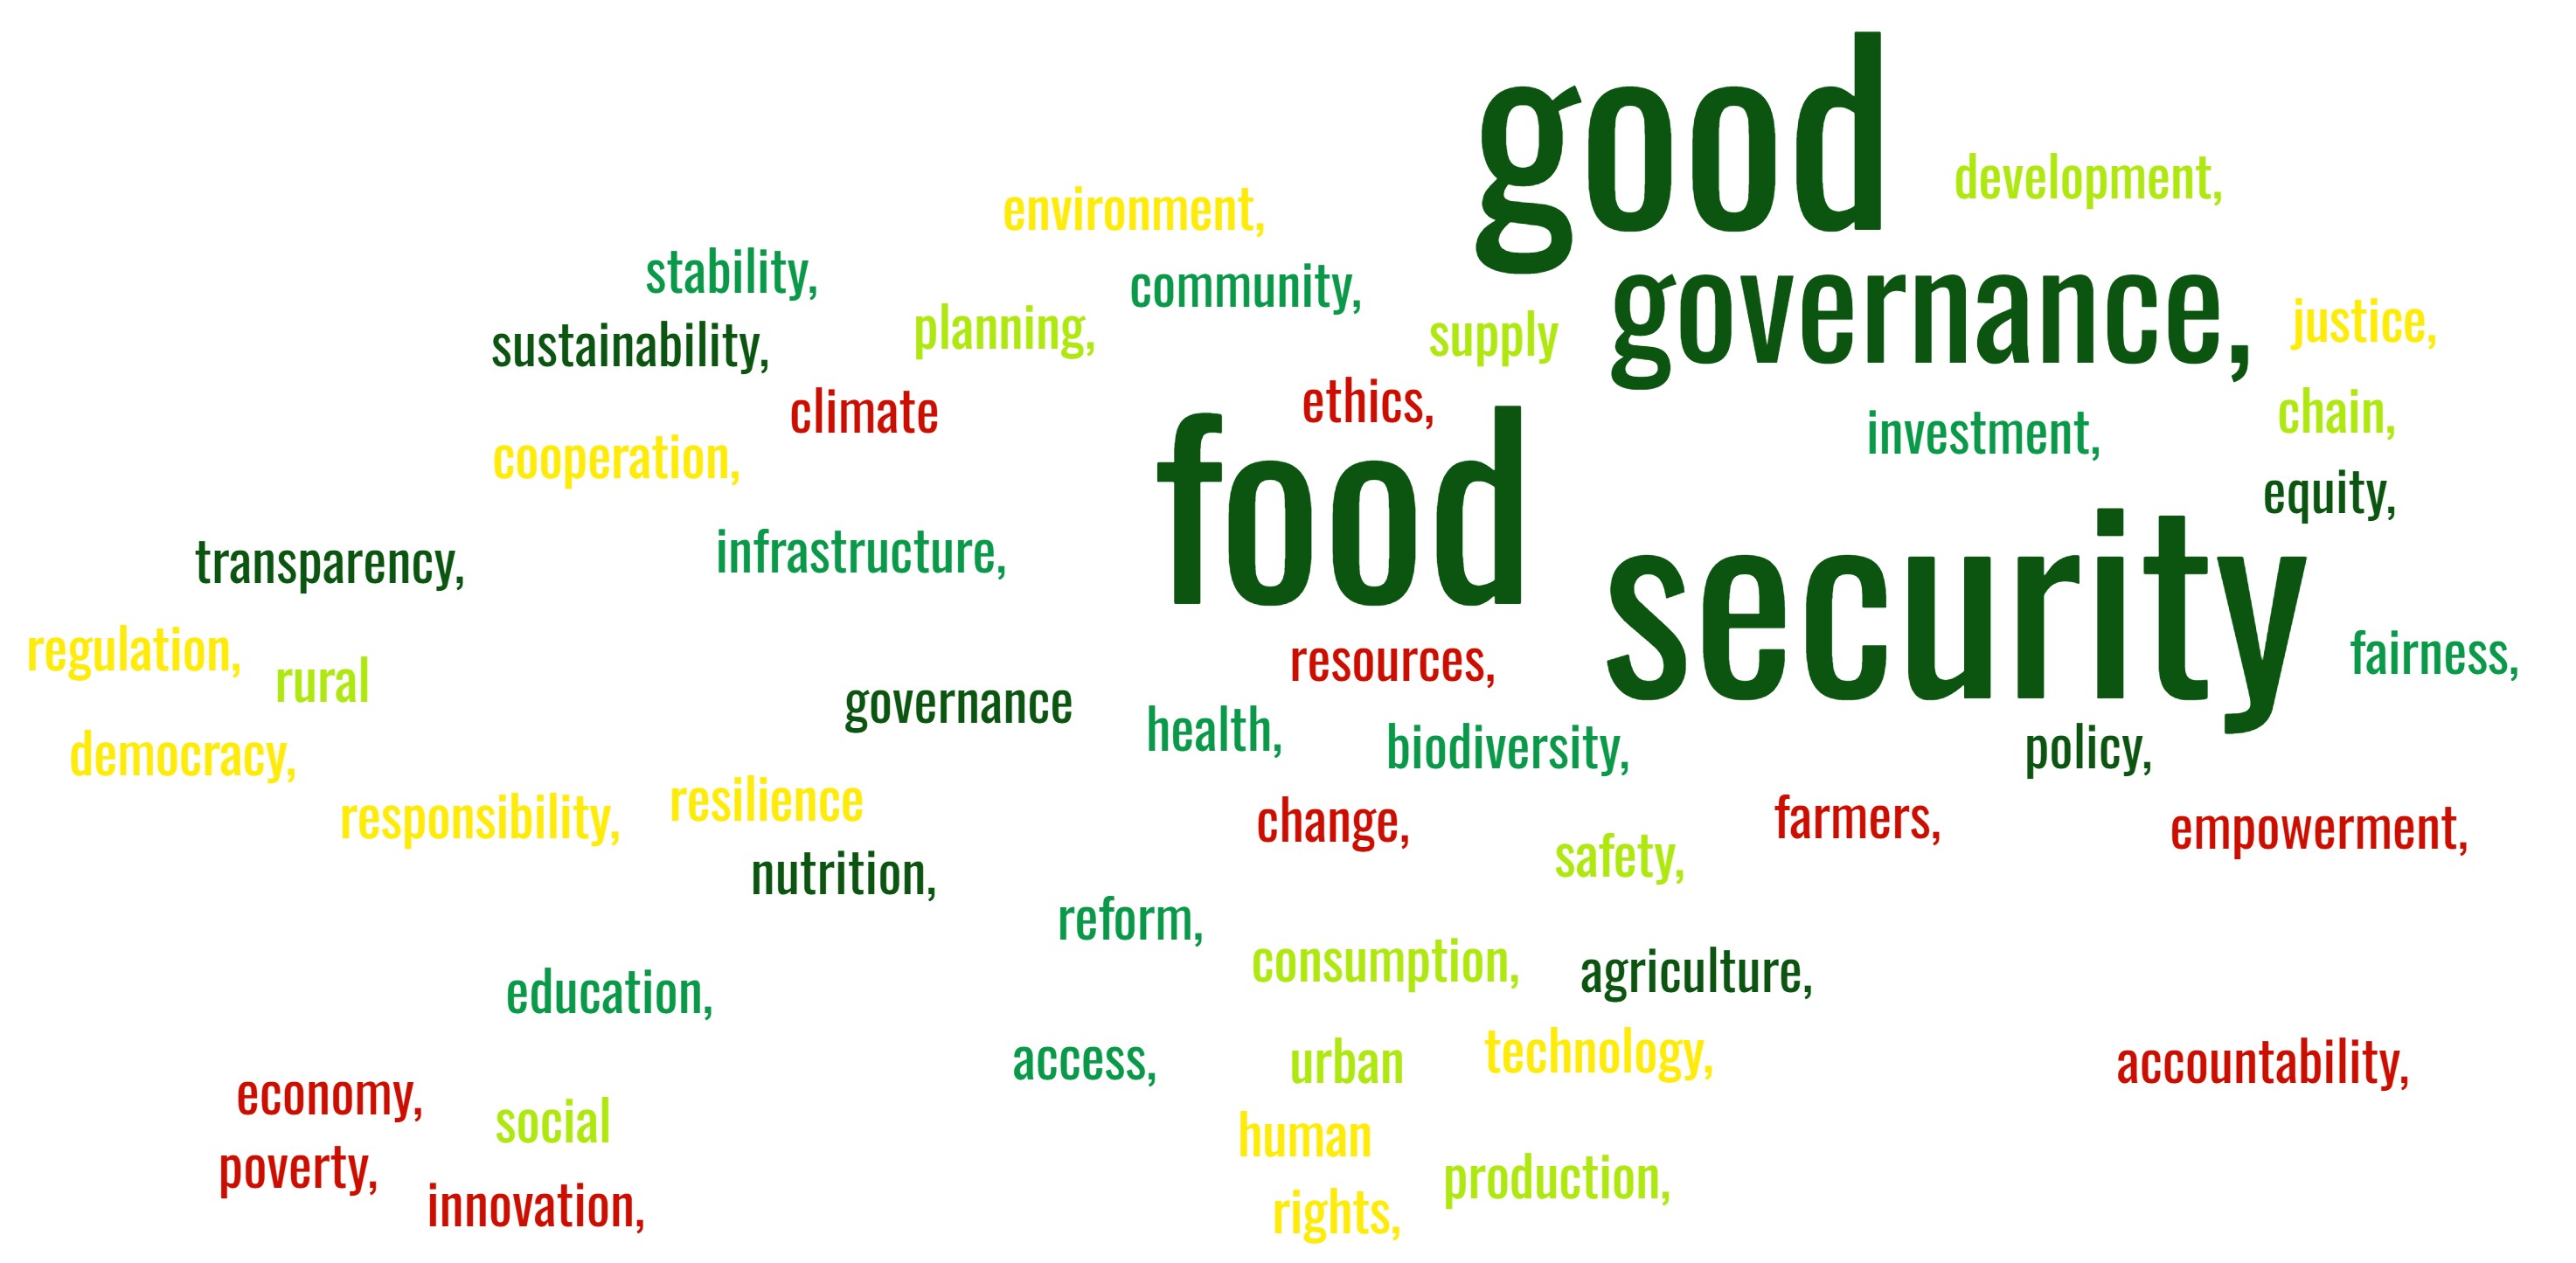 good
development,
environment,
stability,
community,
governance,
justice,
planning,
supply
sustainability,
climate
ethics,
chain,
investment,
cooperation,
food
equity,
infrastructure,
transparency,
security
regulation,
rural
resources,
fairness,
governance
health,
biodiversity,
policy,
democracy,
responsibility,
resilience
change,
farmers,
empowerment,
safety,
nutrition,
reform,
consumption,
agriculture,
education,
access,
urban
technology,
accountability,
economy,
social
human
poverty,
production,
innovation,
rights,